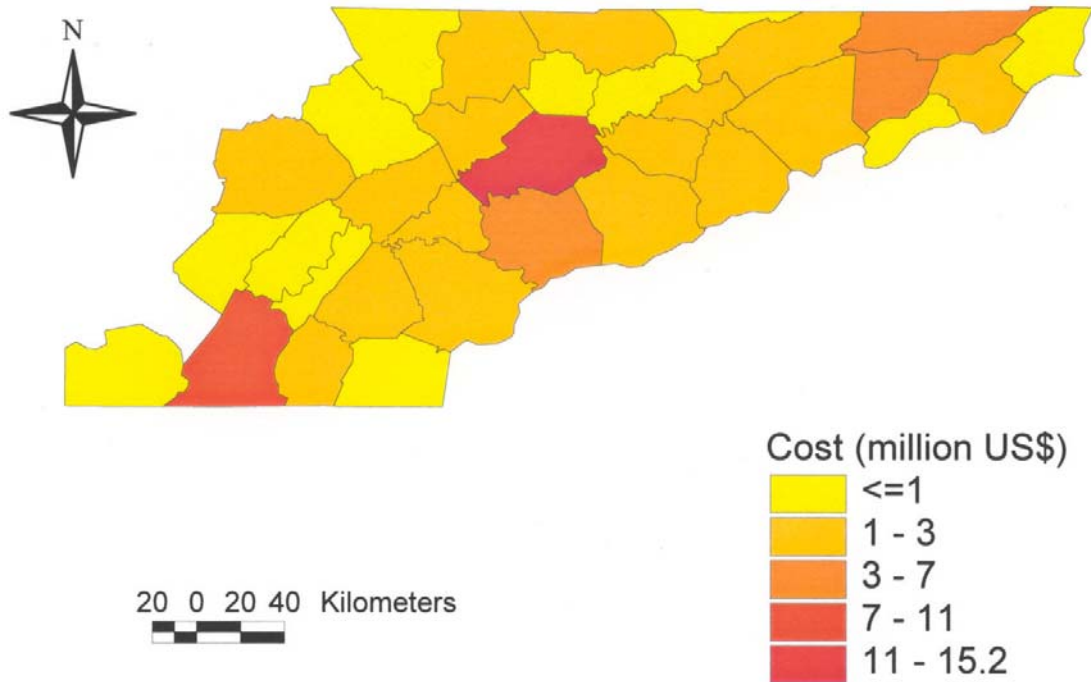 N
Cost (million US$)
<=1
1 - 3
3 - 7
7 - 11
11 - 15.2
20 0 20 40 Kilometers